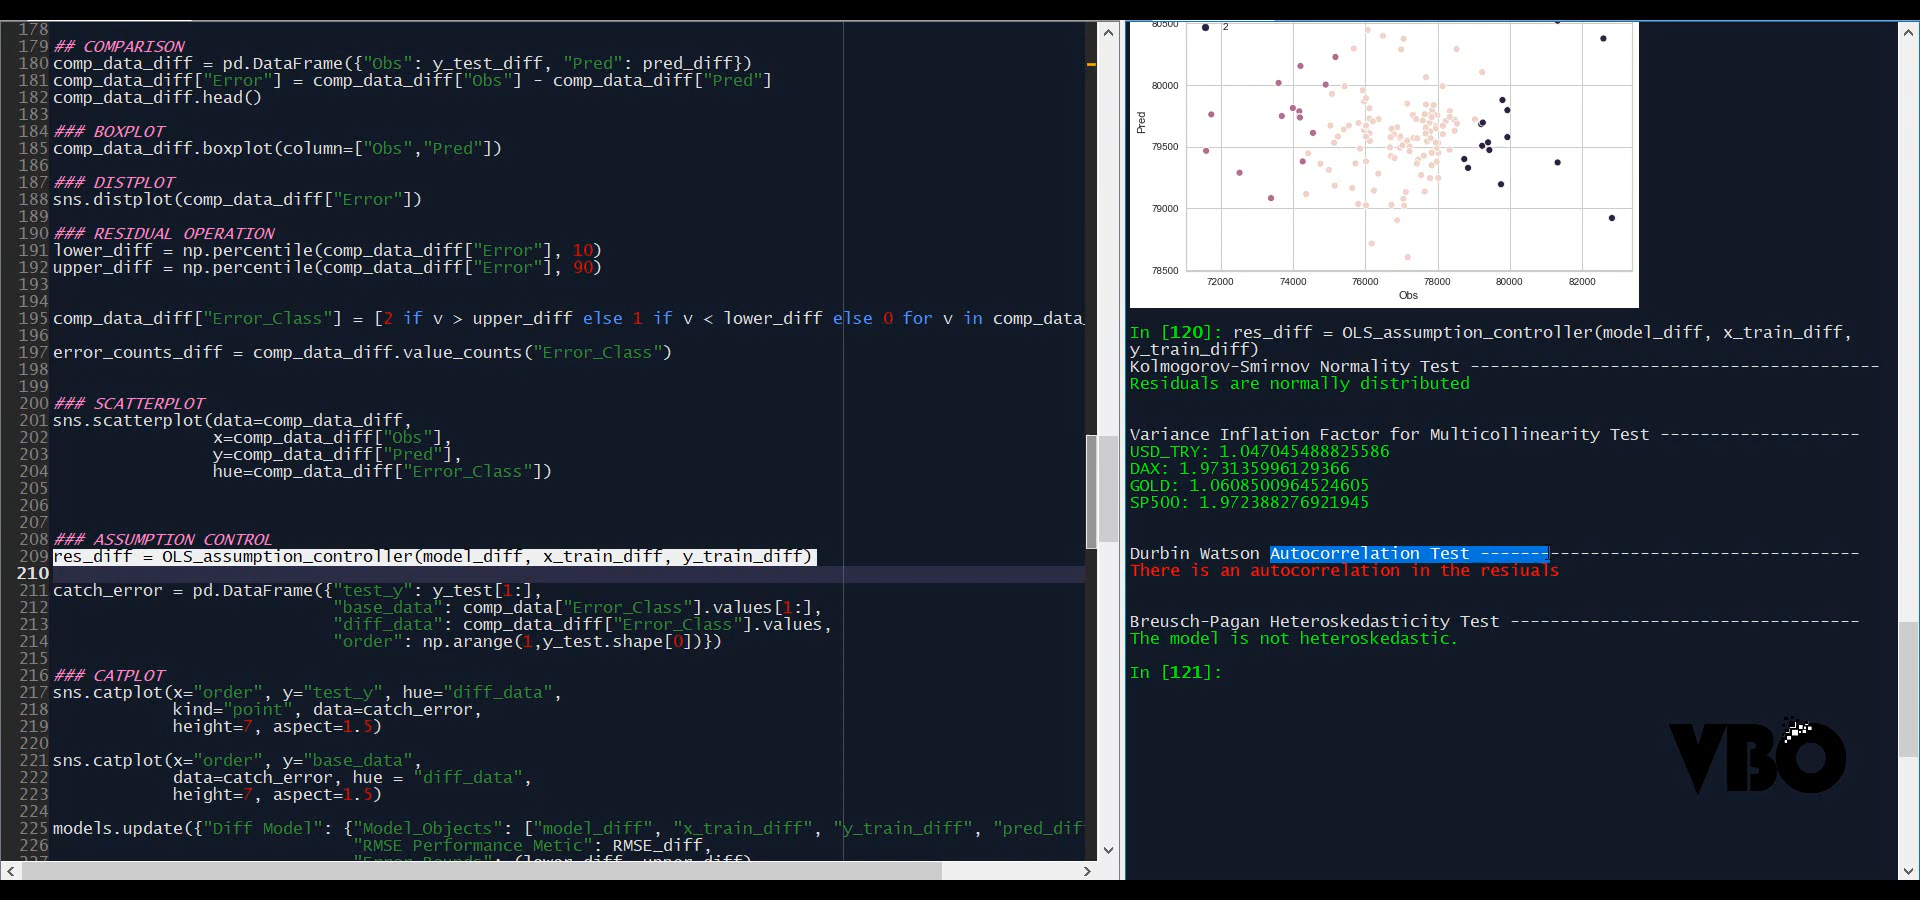 178
179 ## COMPARISON
180 comp_data_diff = pd.DataFrame({"Obs": y_test_diff, "Pred": pred_diff})
181 comp_data_diff["Error"] = comp_data_diff["Obs"] - comp_data_diff["Pred"]
182 comp_data_diff.head()
183
184 ### BOXPLOT
185 comp_data_diff.boxplot(column=["Obs","Pred"])
186
187 ### DISTPLOT
188 sns.distplot(comp_data_diff["Error"])
189
190 ### RESIDUAL OPERATION
191 lower_diff = np.percentile(comp_data_diff["Error"], 10)
192 upper_diff = np.percentile(comp_data_diff["Error"], 90)
193
194
195 comp_data_diff["Error_Class"] = [2 if v > upper_diff else 1 if v < lower_diff else 0 for v in comp_data_
196
197 error_counts_diff = comp_data_diff.value_counts("Error_Class")
198
199
200 ### SCATTERPLOT
201 sns.scatterplot(data=comp_data_diff,
202 x=comp_data_diff["Obs"],
203 y=comp_data_diff["Pred"],
204 hue=comp_data_diff["Error_Class"])
205
206
207
208 ### ASSUMPTION CONTROL
209 res_diff = OLS_assumption_controller(model_diff, x_train_diff, y_train_diff)
210
211 catch_error = pd.DataFrame({"test_y": y_test[1:],
212 "base_data": comp_data["Error_Class"].values[1:],
213 "diff_data": comp_data_diff["Error_Class"].values,
214 "order": np.arange(1,y_test.shape[0])})
215
216 ### CATPLOT
217 sns.catplot(x="order", y="test_y", hue="diff_data",
218 kind="point", data=catch_error,
219 height=7, aspect=1.5)
220
221 sns.catplot(x="order", y="base_data",
222 data=catch_error, hue = "diff_data",
223 height=7, aspect=1.5)
224
225 models.update({"Diff Model": {"Model_Objects": ["model_diff", "x_train_diff", "y_train_diff", "pred_dif
226 "RMSE Performance Metic": RMSE_diff,
227 "Error Bounds": (lower_diff, upper_diff)
80500
2
80000
79500
79000
78500
Pred
72000 74000 76000 78000 80000 82000
Obs
In [120]: res_diff = OLS_assumption_controller(model_diff, x_train_diff,
y_train_diff)
Kolmogorov-Smirnov Normality Test -----------------------------------------
Residuals are normally distributed
Variance Inflation Factor for Multicollinearity Test --------------------
USD_TRY: 1.047045488825586
DAX: 1.973135996129366
GOLD: 1.0608500964524605
SP500: 1.972388276921945
Durbin Watson Autocorrelation Test --------------------------------------
There is an autocorrelation in the resiuals
Breusch-Pagan Heteroskedasticity Test -----------------------------------
The model is not heteroskedastic.
In [121]:
VBO